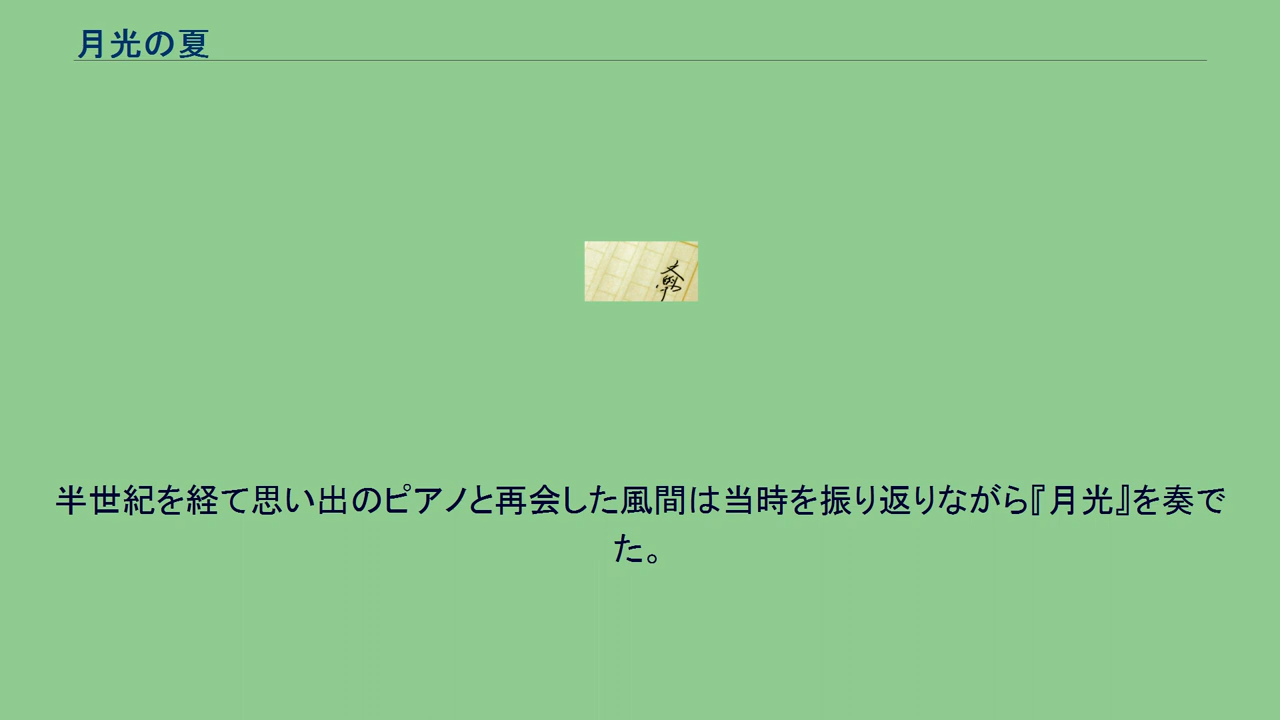 月光の夏
半世紀を経て思い出のピアノと再会した風間は当時を振り返りながら『月光』を奏で
た。